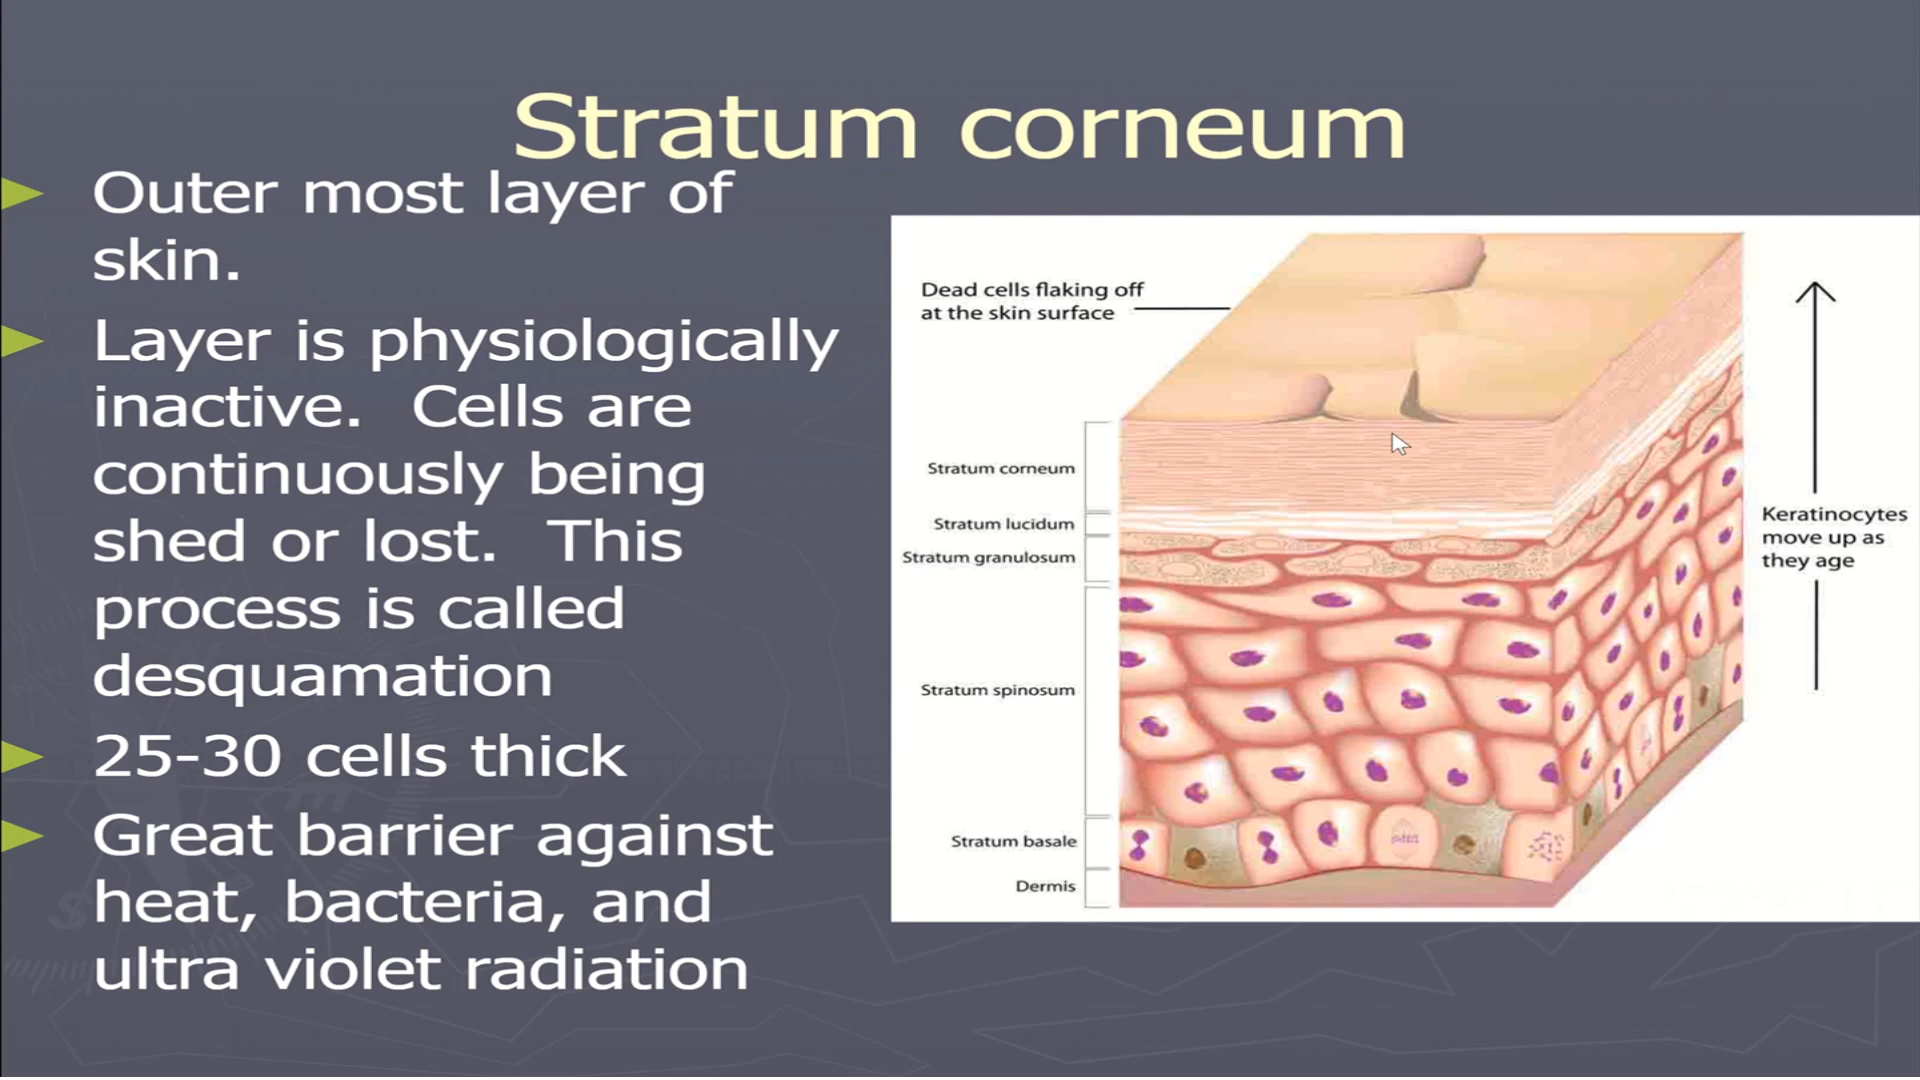 Stratum corneum
Outer most layer of
skin.
Layer is physiologically
inactive.  Cells are
continuously being
shed or lost.  This
process is called
desquamation
25-30 cells thick
Great barrier against
heat, bacteria, and
ultra violet radiation
Dead cells flaking off
at the skin surface
Stratum corneum
Stratum lucidum
Stratum granulosum
Stratum spinosum
Stratum basale
Dermis
Keratinocytes
move up as
they age